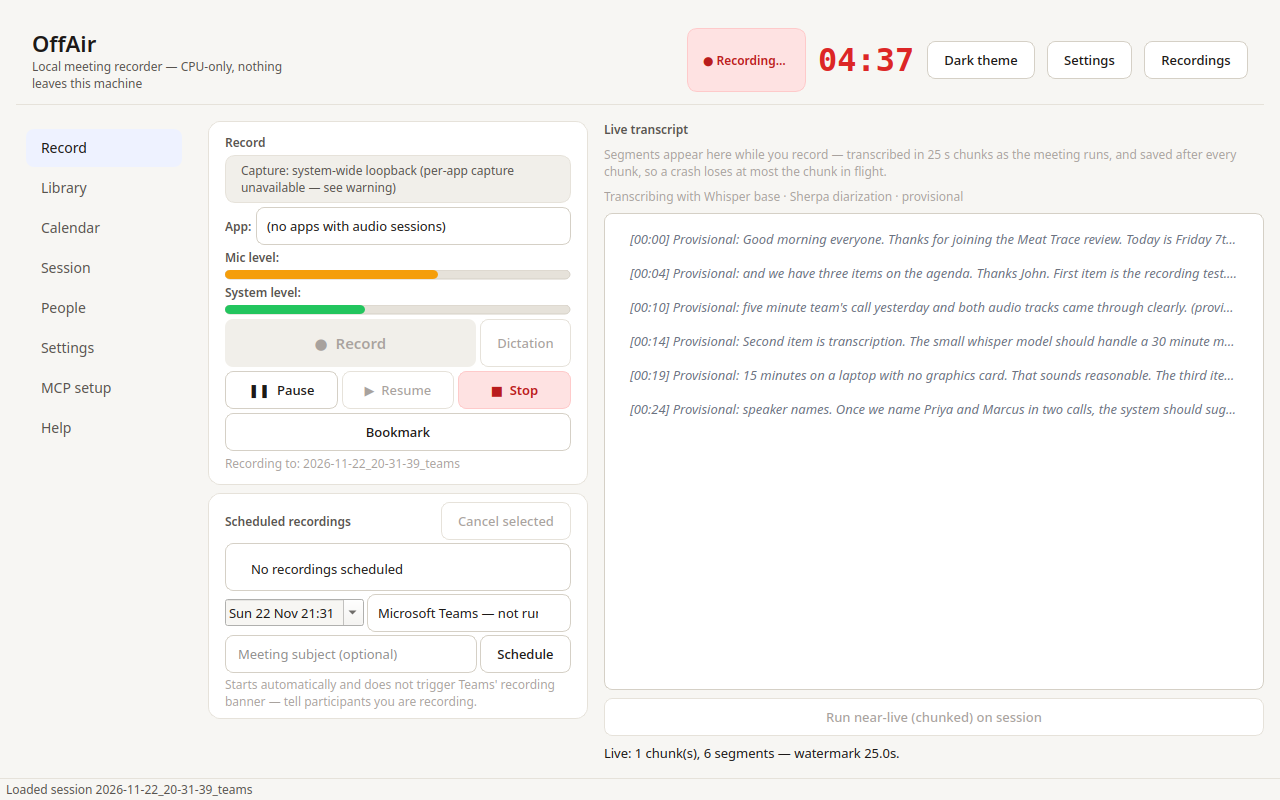 OffAir
Local meeting recorder — CPU-only, nothing
leaves this machine
● Recording...
04:37
Dark theme
Settings
Recordings
Record
Library
Calendar
Session
People
Settings
MCP setup
Help
Record
Capture: system-wide loopback (per-app capture
unavailable — see warning)
App:
(no apps with audio sessions)
Mic level:
System level:
● Record
Dictation
❚❚ Pause
▶ Resume
■ Stop
Bookmark
Recording to: 2026-11-22_20-31-39_teams
Scheduled recordings
Cancel selected
No recordings scheduled
Sun 22 Nov 21:31
Microsoft Teams — not rur
Meeting subject (optional)
Schedule
Starts automatically and does not trigger Teams' recording
banner — tell participants you are recording.
Live transcript
Segments appear here while you record — transcribed in 25 s chunks as the meeting runs, and saved after every
chunk, so a crash loses at most the chunk in flight.
Transcribing with Whisper base · Sherpa diarization · provisional
[00:00] Provisional: Good morning everyone. Thanks for joining the Meat Trace review. Today is Friday 7t...
[00:04] Provisional: and we have three items on the agenda. Thanks John. First item is the recording test....
[00:10] Provisional: five minute team's call yesterday and both audio tracks came through clearly. (provi...
[00:14] Provisional: Second item is transcription. The small whisper model should handle a 30 minute m...
[00:19] Provisional: 15 minutes on a laptop with no graphics card. That sounds reasonable. The third ite...
[00:24] Provisional: speaker names. Once we name Priya and Marcus in two calls, the system should sug...
Run near-live (chunked) on session
Live: 1 chunk(s), 6 segments — watermark 25.0s.
Loaded session 2026-11-22_20-31-39_teams